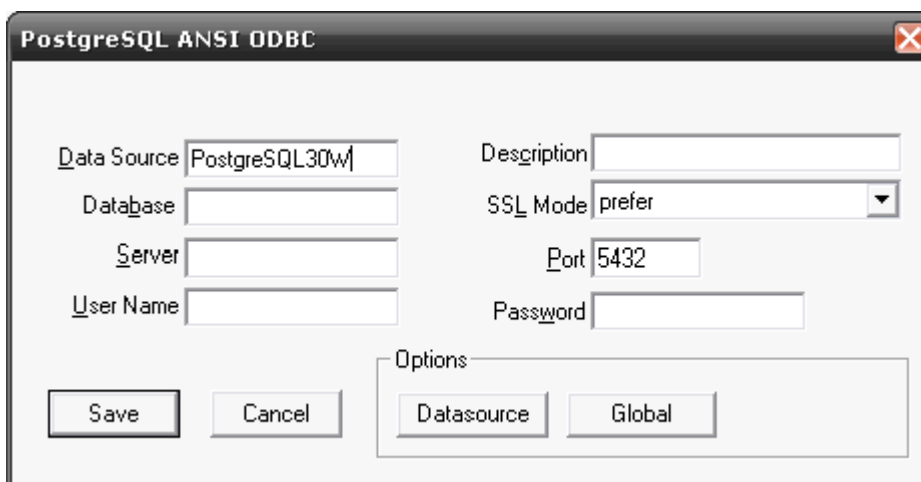 PostgreSQL ANSI ODBC
Data Source PostgreSQL30W Description
Database SSL Mode prefer
Server Port 5432
User Name Password
Options
Save Cancel Datasource Global